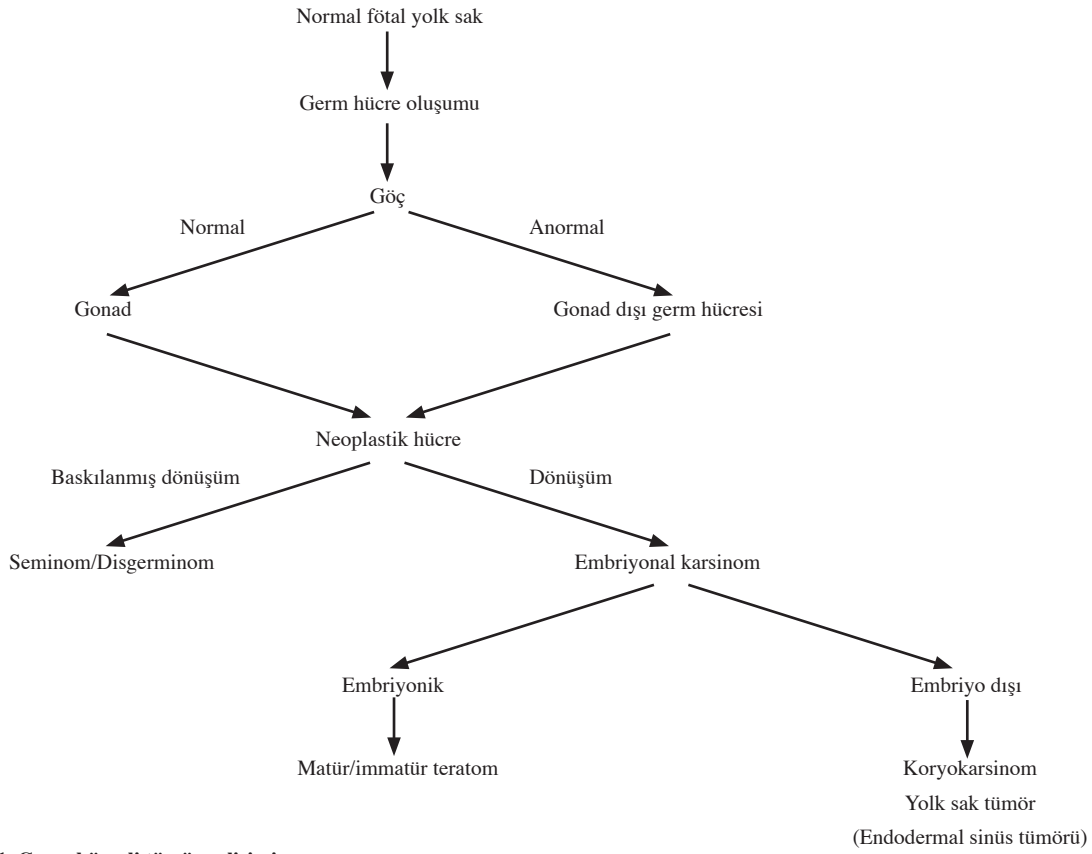 Normal fötal yolk sak
Germ hücre oluşumu
Göç
Normal
Anormal
Gonad
Gonad dışı germ hücresi
Neoplastik hücre
Baskılanmış dönüşüm
Dönüşüm
Seminom/Disgerminom
Embriyonal karsinom
Embriyonik
Embriyo dışı
Matür/immatür teratom
Koryokarsinom
Yolk sak tümör
(Endodermal sinüs tümörü)